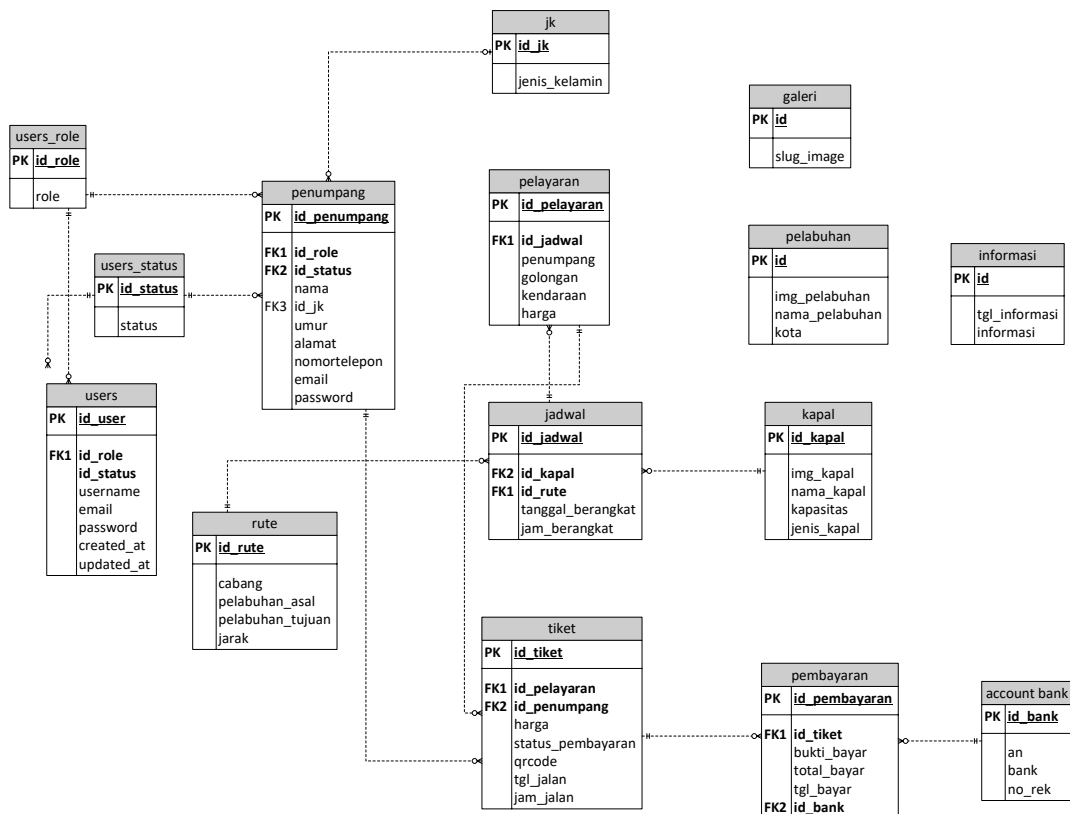 jk
PK id_jk
jenis_kelamin
galeri
PK id
slug_image
users_role
PK id_role
role
penumpang
PK id_penumpang
FK1 id_role
FK2 id_status
nama
FK3 id_jk
umur
alamat
nomortelepon
email
password
pelayaran
PK id_pelayaran
FK1 id_jadwal
penumpang
golongan
kendaraan
harga
pelabuhan
PK id
img_pelabuhan
nama_pelabuhan
kota
informasi
PK id
tgl_informasi
informasi
users_status
PK id_status
status
users
PK id_user
FK1 id_role
id_status
username
email
password
created_at
updated_at
jadwal
PK id_jadwal
FK2 id_kapal
FK1 id_rute
tanggal_berangkat
jam_berangkat
kapal
PK id_kapal
img_kapal
nama_kapal
kapasitas
jenis_kapal
rute
PK id_rute
cabang
pelabuhan_asal
pelabuhan_tujuan
jarak
tiket
PK id_tiket
FK1 id_pelayaran
FK2 id_penumpang
harga
status_pembayaran
qrcode
tgl_jalan
jam_jalan
pembayaran
PK id_pembayaran
FK1 id_tiket
bukti_bayar
total_bayar
tgl_bayar
FK2 id_bank
account bank
PK id_bank
an
bank
no_rek